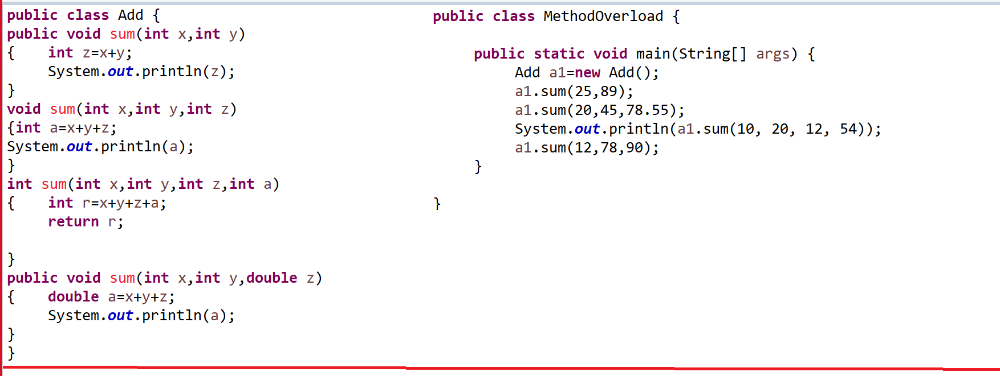 public class Add {
public void sum(int x,int y)
{    int z=x+y;
     System.out.println(z);
}
void sum(int x,int y,int z)
{int a=x+y+z;
System.out.println(a);
}
int sum(int x,int y,int z,int a)
{    int r=x+y+z+a;
     return r;

}
public void sum(int x,int y,double z)
{    double a=x+y+z;
     System.out.println(a);
}
}
public class MethodOverload {

     public static void main(String[] args) {
          Add a1=new Add();
          a1.sum(25,89);
          a1.sum(20,45,78.55);
          System.out.println(a1.sum(10, 20, 12, 54));
          a1.sum(12,78,90);
     }

}